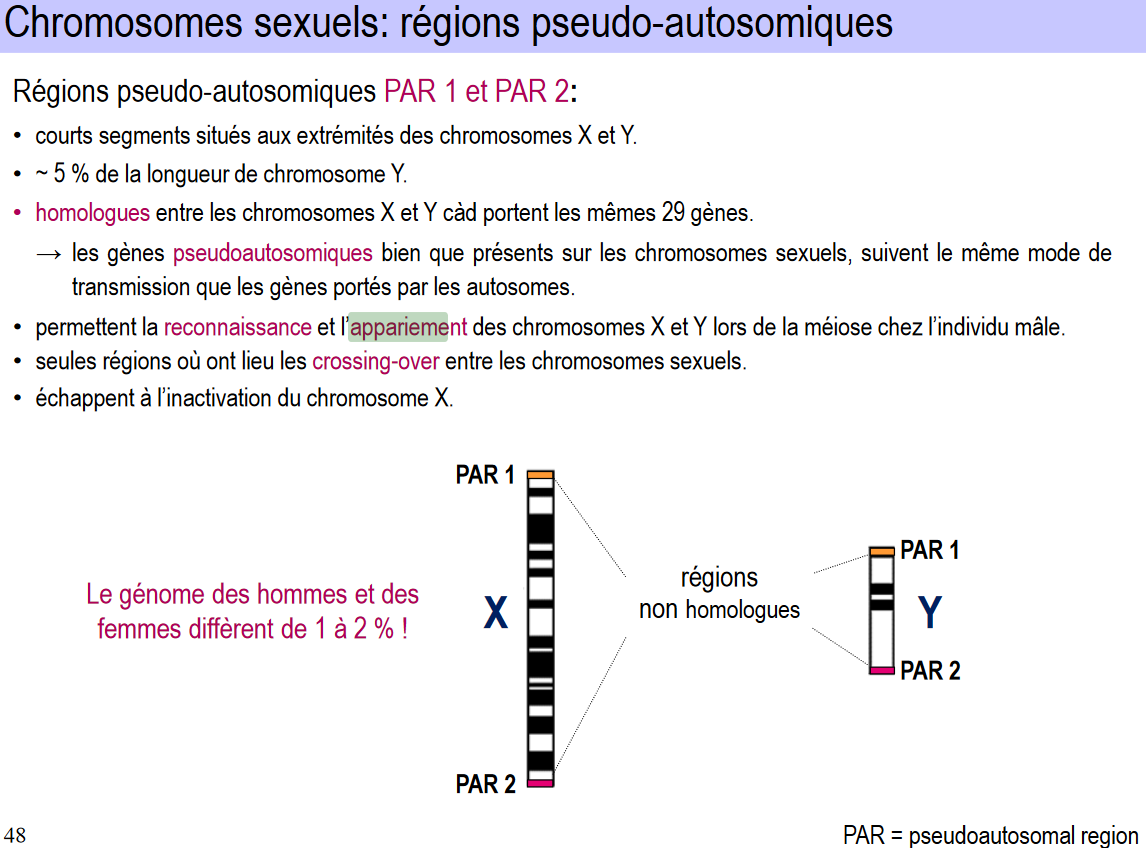 Chromosomes sexuels: régions pseudo-autosomiques
Régions pseudo-autosomiques PAR 1 et PAR 2:
• courts segments situés aux extrémités des chromosomes X et Y.
• ~ 5 % de la longueur de chromosome Y.
• homologues entre les chromosomes X et Y càd portent les mêmes 29 gènes.
→ les gènes pseudoautosomiques bien que présents sur les chromosomes sexuels, suivent le même mode de
transmission que les gènes portés par les autosomes.
• permettent la reconnaissance et l’appariement des chromosomes X et Y lors de la méiose chez l’individu mâle.
• seules régions où ont lieu les crossing-over entre les chromosomes sexuels.
• échappent à l’inactivation du chromosome X.
PAR 1
PAR 1
régions
non homologues
Le génome des hommes et des
femmes diffèrent de 1 à 2 % !
X
Y
PAR 2
PAR 2
48
PAR = pseudoautosomal region